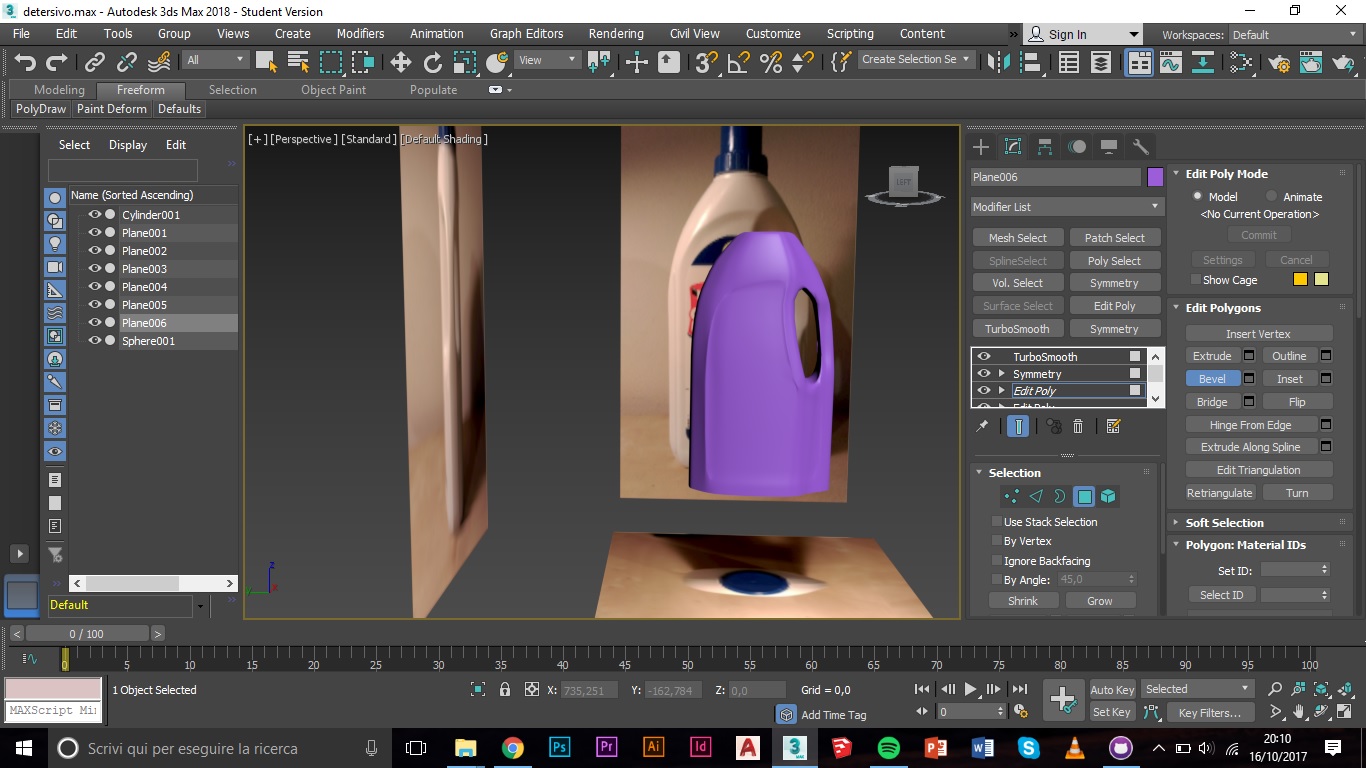 detersivo.max - Autodesk 3ds Max 2018 - Student Version
File Edit Tools Group Views Create Modifiers Animation Graph Editors Rendering Civil View Customize Scripting Content » Sign In Workspaces: Default
All View 3 Create Selection Se
Modeling Freeform Selection Object Paint Populate
PolyDraw Paint Deform Defaults
Select Display Edit
Name (Sorted Ascending)
Cylinder001
Plane001
Plane002
Plane003
Plane004
Plane005
Plane006
Sphere001
Default
[+] [Perspective] [Standard] [Default Shading]
LEFT
z
x
y
Plane006
Modifier List
Mesh Select Patch Select
SplineSelect Poly Select
Vol. Select Symmetry
Surface Select Edit Poly
TurboSmooth Symmetry
TurboSmooth
Symmetry
Edit Poly
Edit Poly
Selection
Use Stack Selection
By Vertex
Ignore Backfacing
By Angle: 45,0
Shrink Grow
Edit Poly Mode
Model Animate
<No Current Operation>
Commit
Settings Cancel
Show Cage
Edit Polygons
Insert Vertex
Extrude Outline
Bevel Inset
Bridge Flip
Hinge From Edge
Extrude Along Spline
Edit Triangulation
Retriangulate Turn
Soft Selection
Polygon: Material IDs
Set ID:
Select ID
< 0 / 100 >
0 5 10 15 20 25 30 35 40 45 50 55 60 65 70 75 80 85 90 95 100
1 Object Selected X: 735,251 Y: -162,784 Z: 0,0 Grid = 0,0 Auto Key Selected
MAXScript Mi Add Time Tag 0 Set Key Key Filters...
Scrivi qui per eseguire la ricerca Ps Pr Ai Id A 3 20:10
16/10/2017